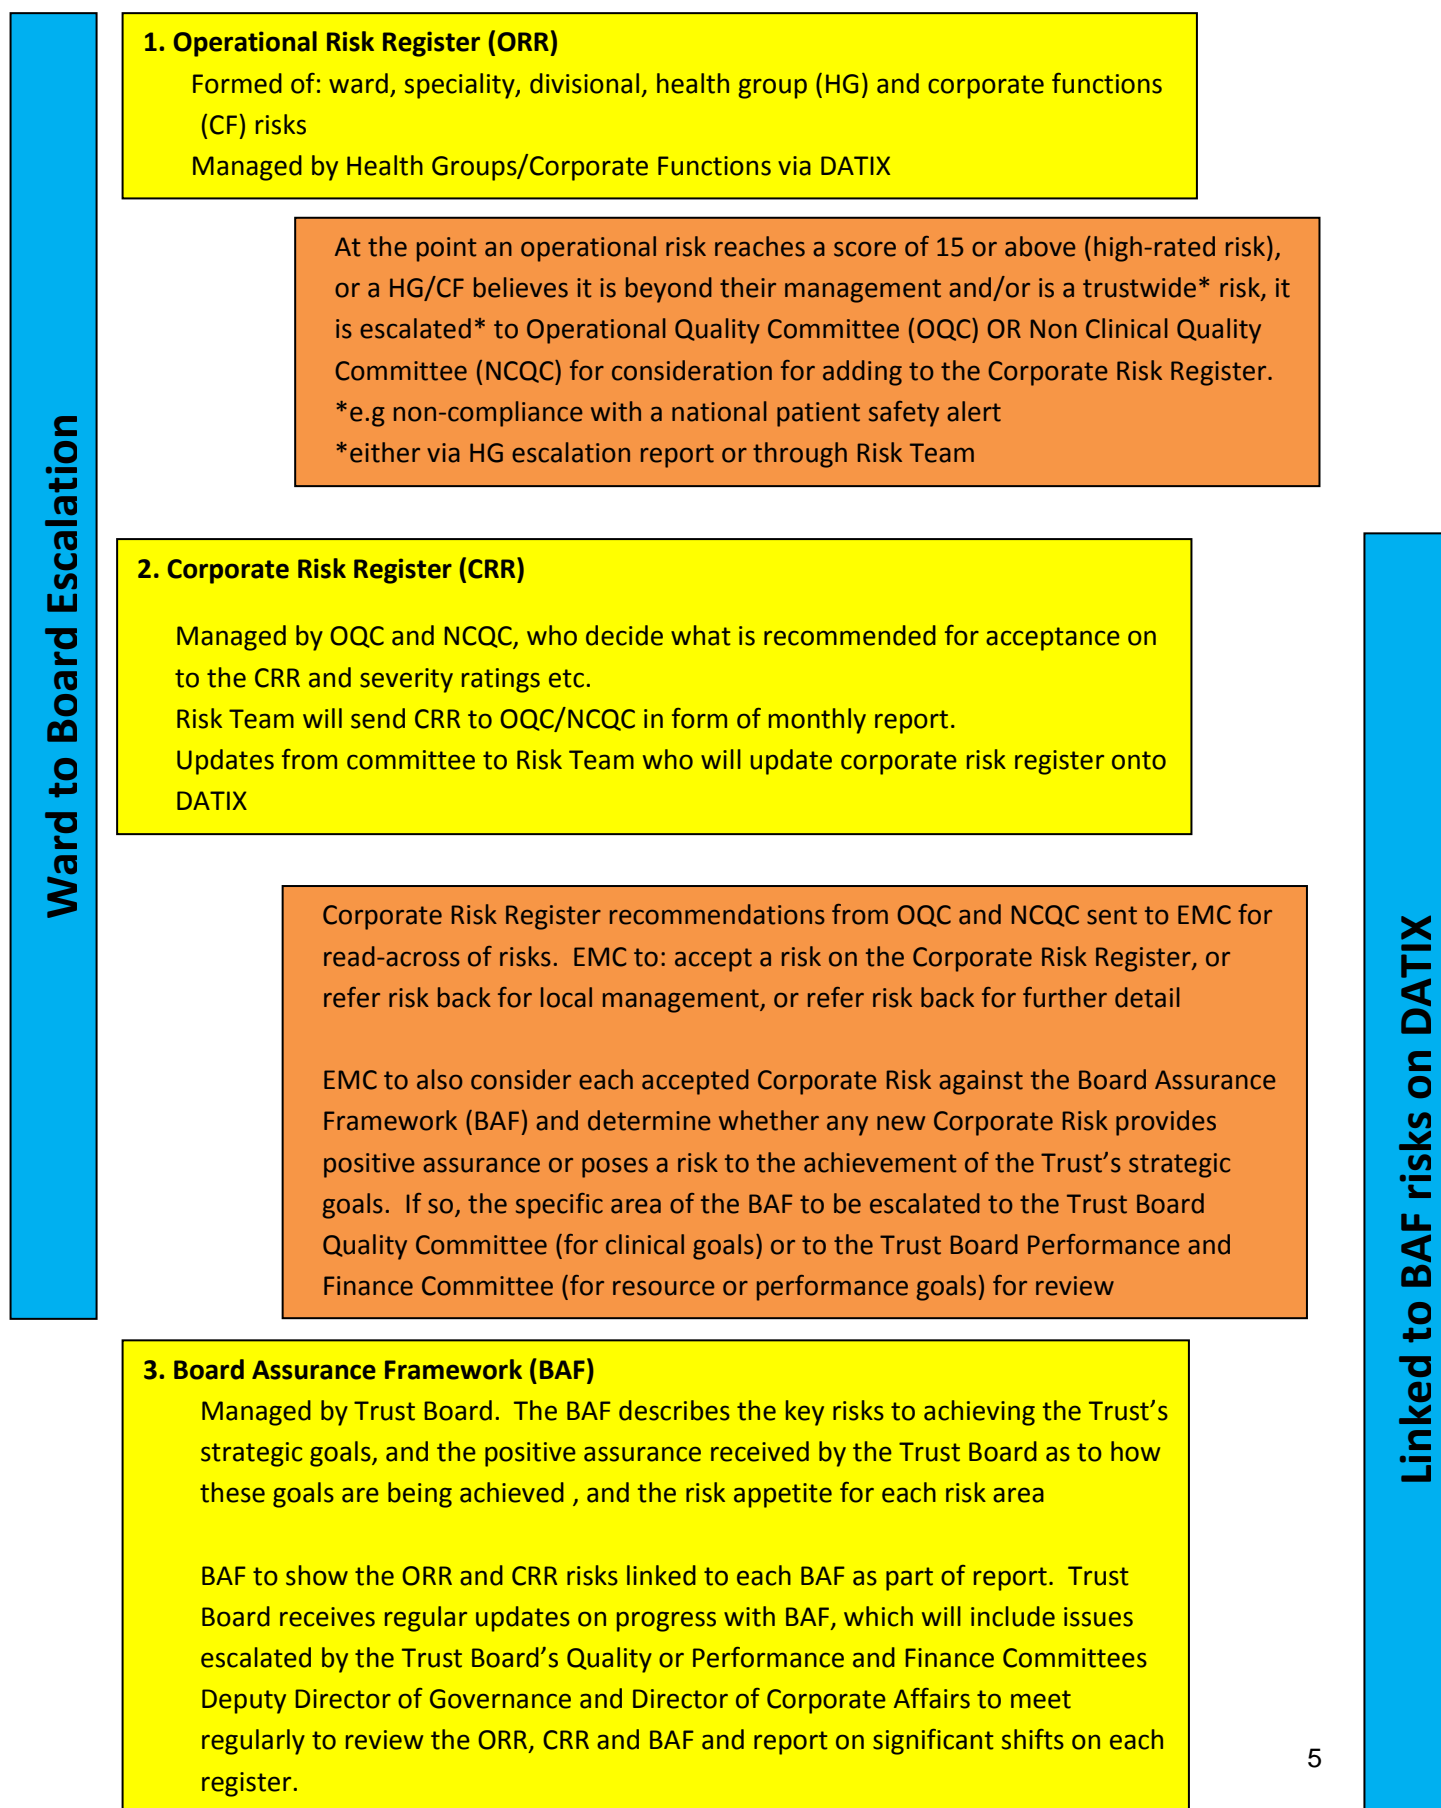 Ward to Board Escalation
1. Operational Risk Register (ORR)
Formed of: ward, speciality, divisional, health group (HG) and corporate functions
(CF) risks
Managed by Health Groups/Corporate Functions via DATIX
At the point an operational risk reaches a score of 15 or above (high-rated risk),
or a HG/CF believes it is beyond their management and/or is a trustwide* risk, it
is escalated* to Operational Quality Committee (OQC) OR Non Clinical Quality
Committee (NCQC) for consideration for adding to the Corporate Risk Register.
*e.g non-compliance with a national patient safety alert
*either via HG escalation report or through Risk Team
2. Corporate Risk Register (CRR)
Managed by OQC and NCQC, who decide what is recommended for acceptance on
to the CRR and severity ratings etc.
Risk Team will send CRR to OQC/NCQC in form of monthly report.
Updates from committee to Risk Team who will update corporate risk register onto
DATIX
Corporate Risk Register recommendations from OQC and NCQC sent to EMC for
read-across of risks.  EMC to: accept a risk on the Corporate Risk Register, or
refer risk back for local management, or refer risk back for further detail
EMC to also consider each accepted Corporate Risk against the Board Assurance
Framework (BAF) and determine whether any new Corporate Risk provides
positive assurance or poses a risk to the achievement of the Trust’s strategic
goals.  If so, the specific area of the BAF to be escalated to the Trust Board
Quality Committee (for clinical goals) or to the Trust Board Performance and
Finance Committee (for resource or performance goals) for review
3. Board Assurance Framework (BAF)
Managed by Trust Board.  The BAF describes the key risks to achieving the Trust’s
strategic goals, and the positive assurance received by the Trust Board as to how
these goals are being achieved , and the risk appetite for each risk area
BAF to show the ORR and CRR risks linked to each BAF as part of report.  Trust
Board receives regular updates on progress with BAF, which will include issues
escalated by the Trust Board’s Quality or Performance and Finance Committees
Deputy Director of Governance and Director of Corporate Affairs to meet
regularly to review the ORR, CRR and BAF and report on significant shifts on each
register.
Linked to BAF risks on DATIX
5